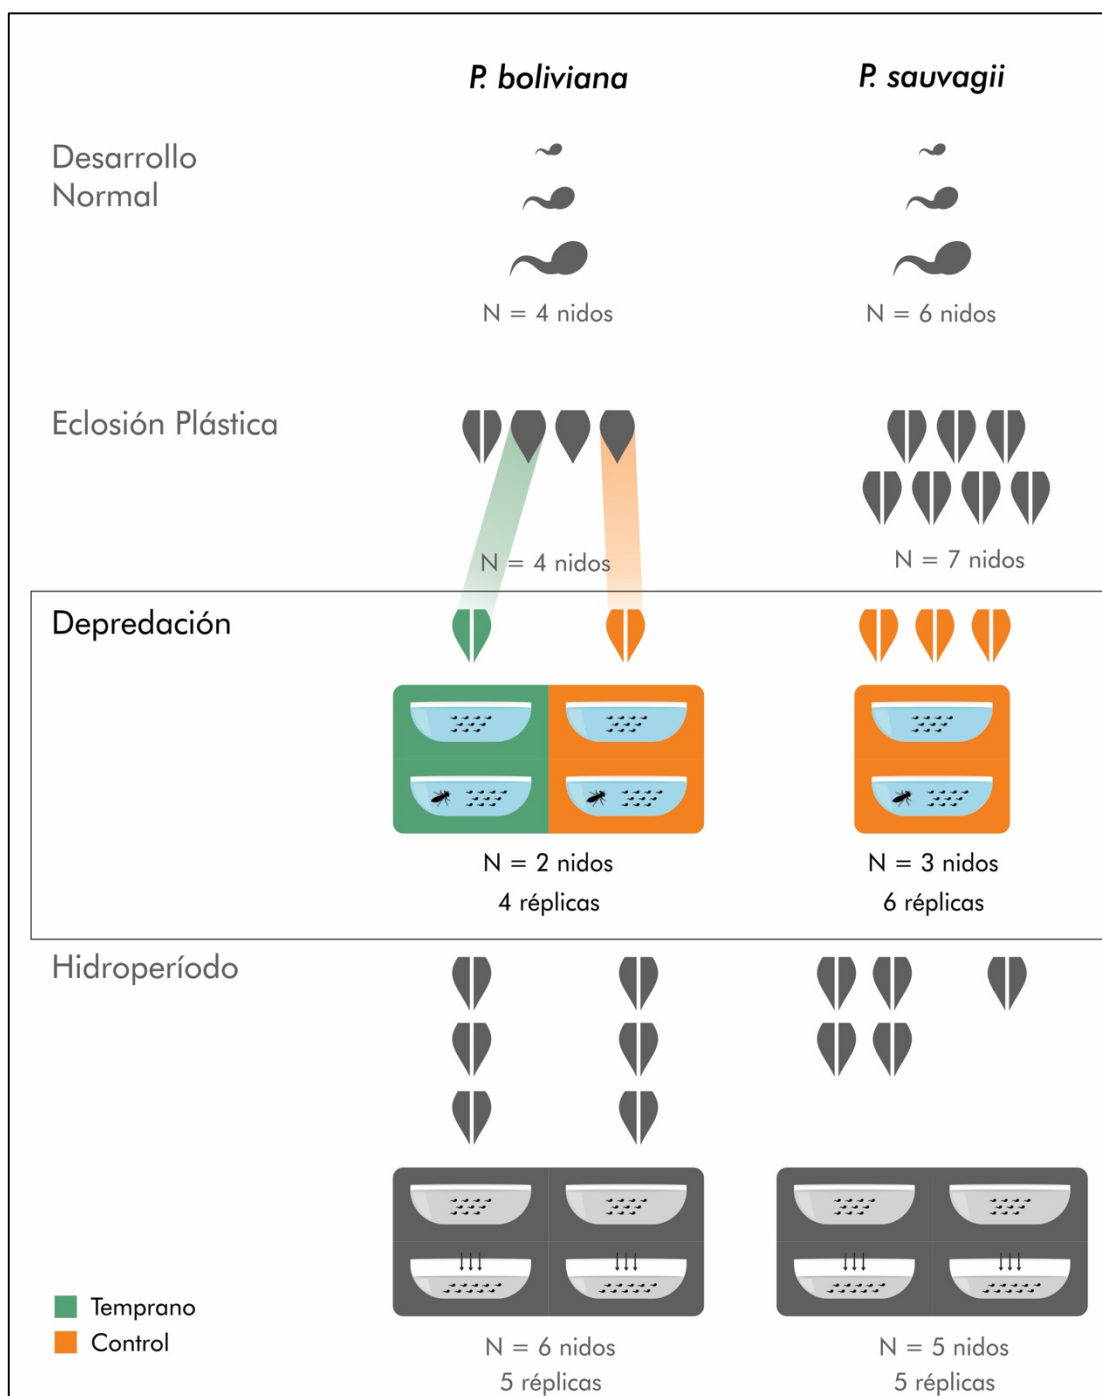 P. boliviana
P. sauvagii
Desarrollo
Normal
N = 4 nidos
N = 6 nidos
Eclosión Plástica
N = 4 nidos
N = 7 nidos
Depredación
N = 2 nidos
N = 3 nidos
4 réplicas
6 réplicas
Hidroperíodo
Temprano
Control
N = 6 nidos
N = 5 nidos
5 réplicas
5 réplicas